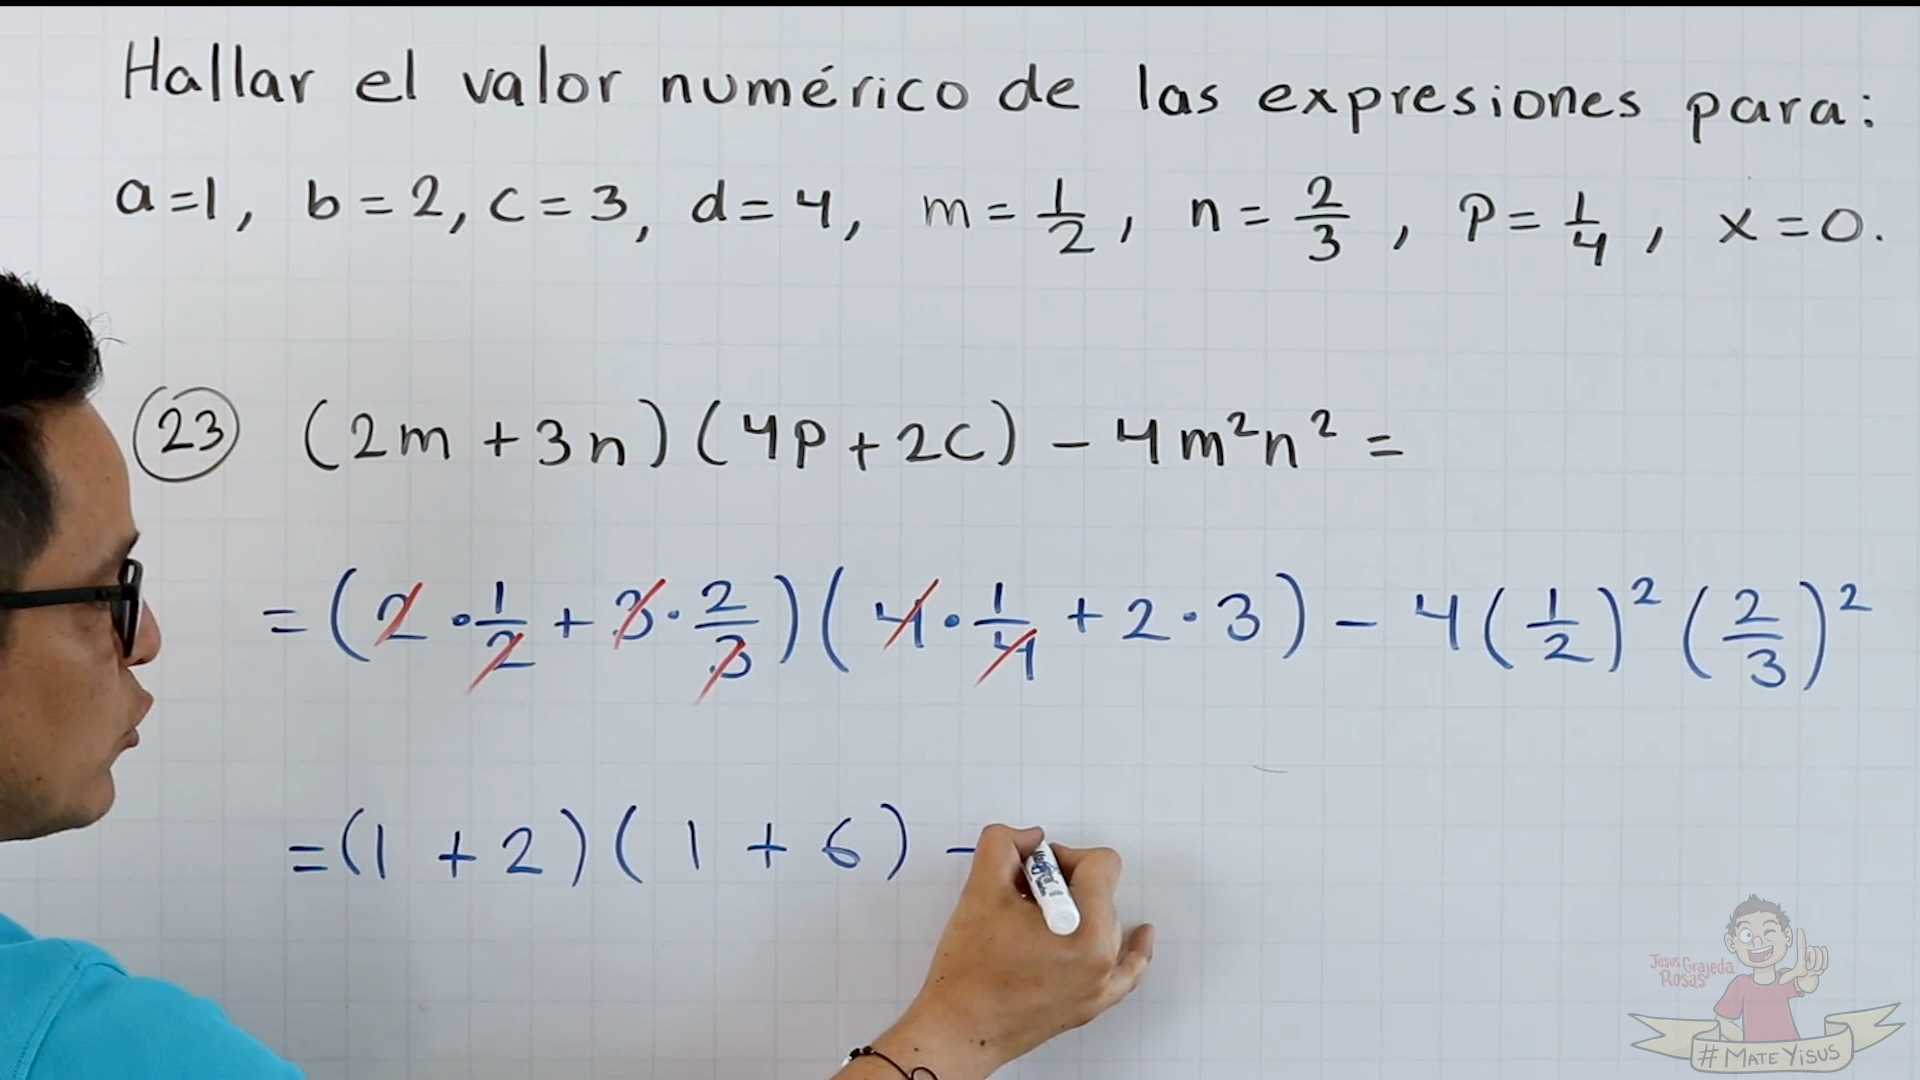 Hallar el valor numérico de las expresiones para:
a=1, b=2, c=3, d=4, m=1/2, n=2/3, P=1/4, x=0.
23 (2m+3n)(4P+2C)-4m²n²=
=(2·1/2+3·2/3)(4·1/4+2·3)-4(1/2)²(2/3)²
=(1+2)(1+6)-
Jesus Grajeda
Rosas
#MATEYISUS